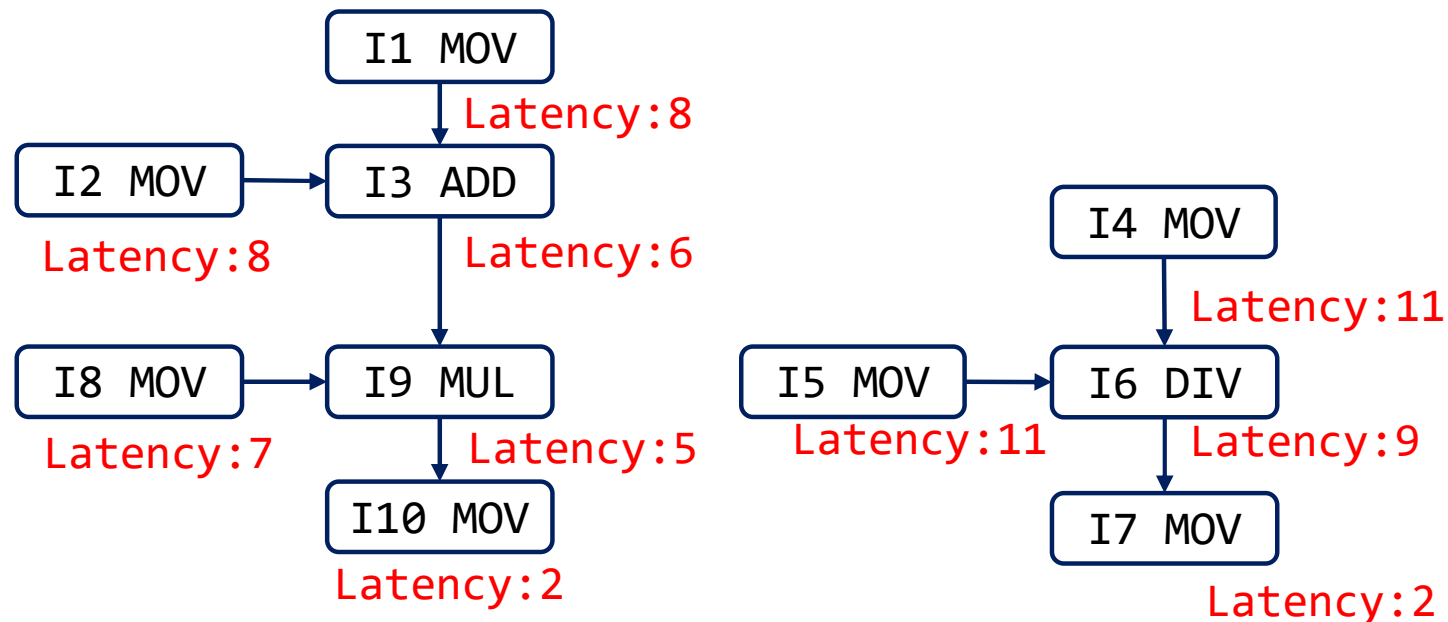 I1 MOV
Latency:8
I2 MOV
I3 ADD
Latency:8
Latency:6
I8 MOV
I9 MUL
Latency:7
Latency:5
I10 MOV
Latency:2
I4 MOV
Latency:11
I5 MOV
I6 DIV
Latency:11
Latency:9
I7 MOV
Latency:2